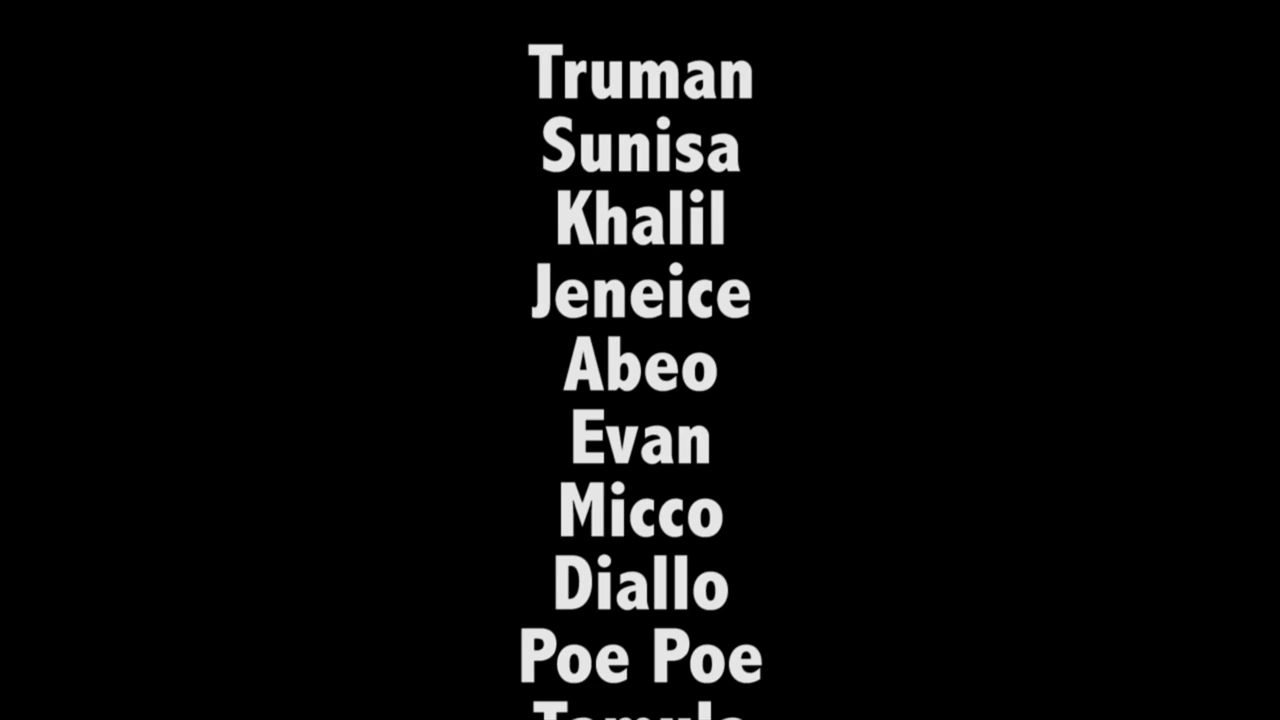 Truman
Sunisa
Khalil
Jeneice
Abeo
Evan
Micco
Diallo
Poe Poe